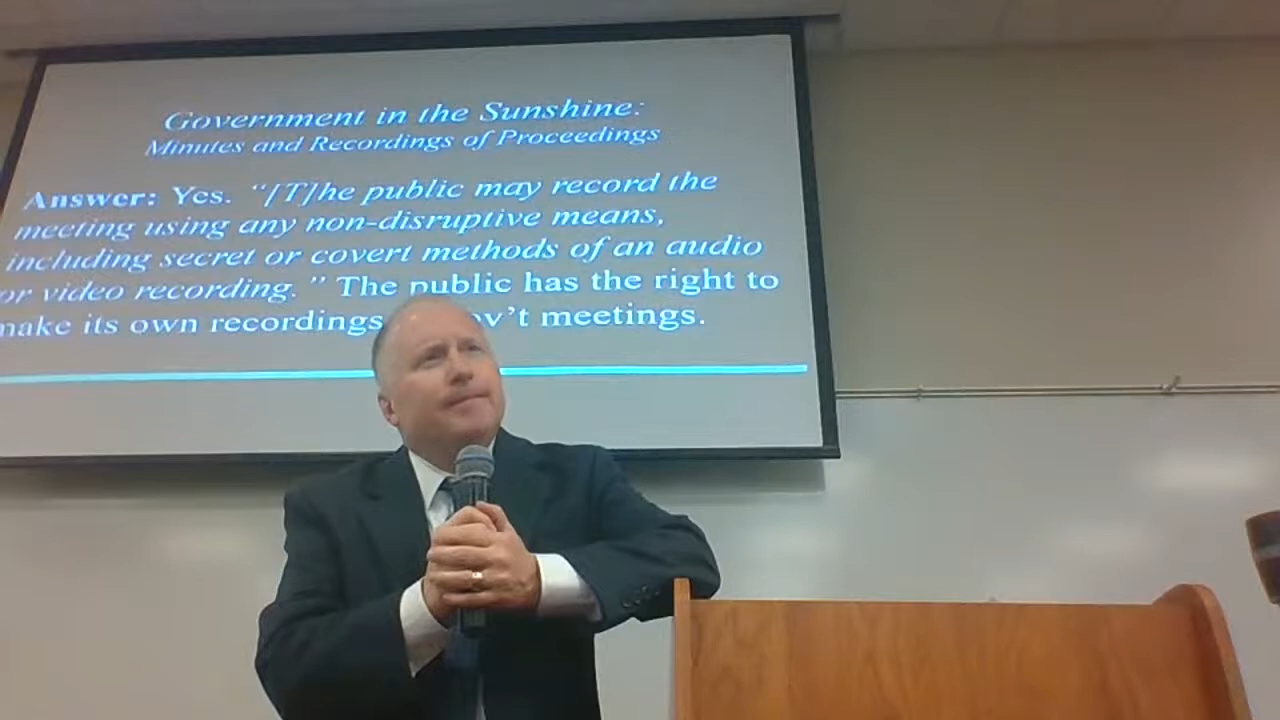 Government in the Sunshine:
Minutes and Recordings of Proceedings
Answer: Yes. "[T]he public may record the
meeting using any non-disruptive means,
including secret or covert methods of an audio
or video recording." The public has the right to
make its own recordings ov't meetings.